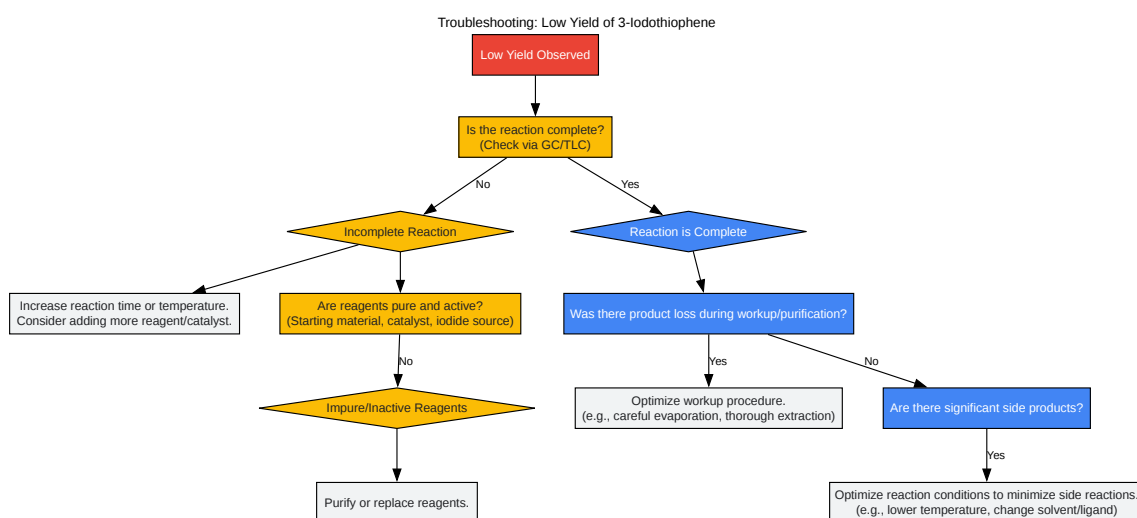 Troubleshooting: Low Yield of 3-Iodothiophene
Low Yield Observed
Is the reaction complete?
(Check via GC/TLC)
No
Yes
Incomplete Reaction
Reaction is Complete
Increase reaction time or temperature.
Consider adding more reagent/catalyst.
Are reagents pure and active?
(Starting material, catalyst, iodide source)
Was there product loss during workup/purification?
No
Yes
No
Impure/Inactive Reagents
Optimize workup procedure.
(e.g., careful evaporation, thorough extraction)
Are there significant side products?
Yes
Purify or replace reagents.
Optimize reaction conditions to minimize side reactions.
(e.g., lower temperature, change solvent/ligand)